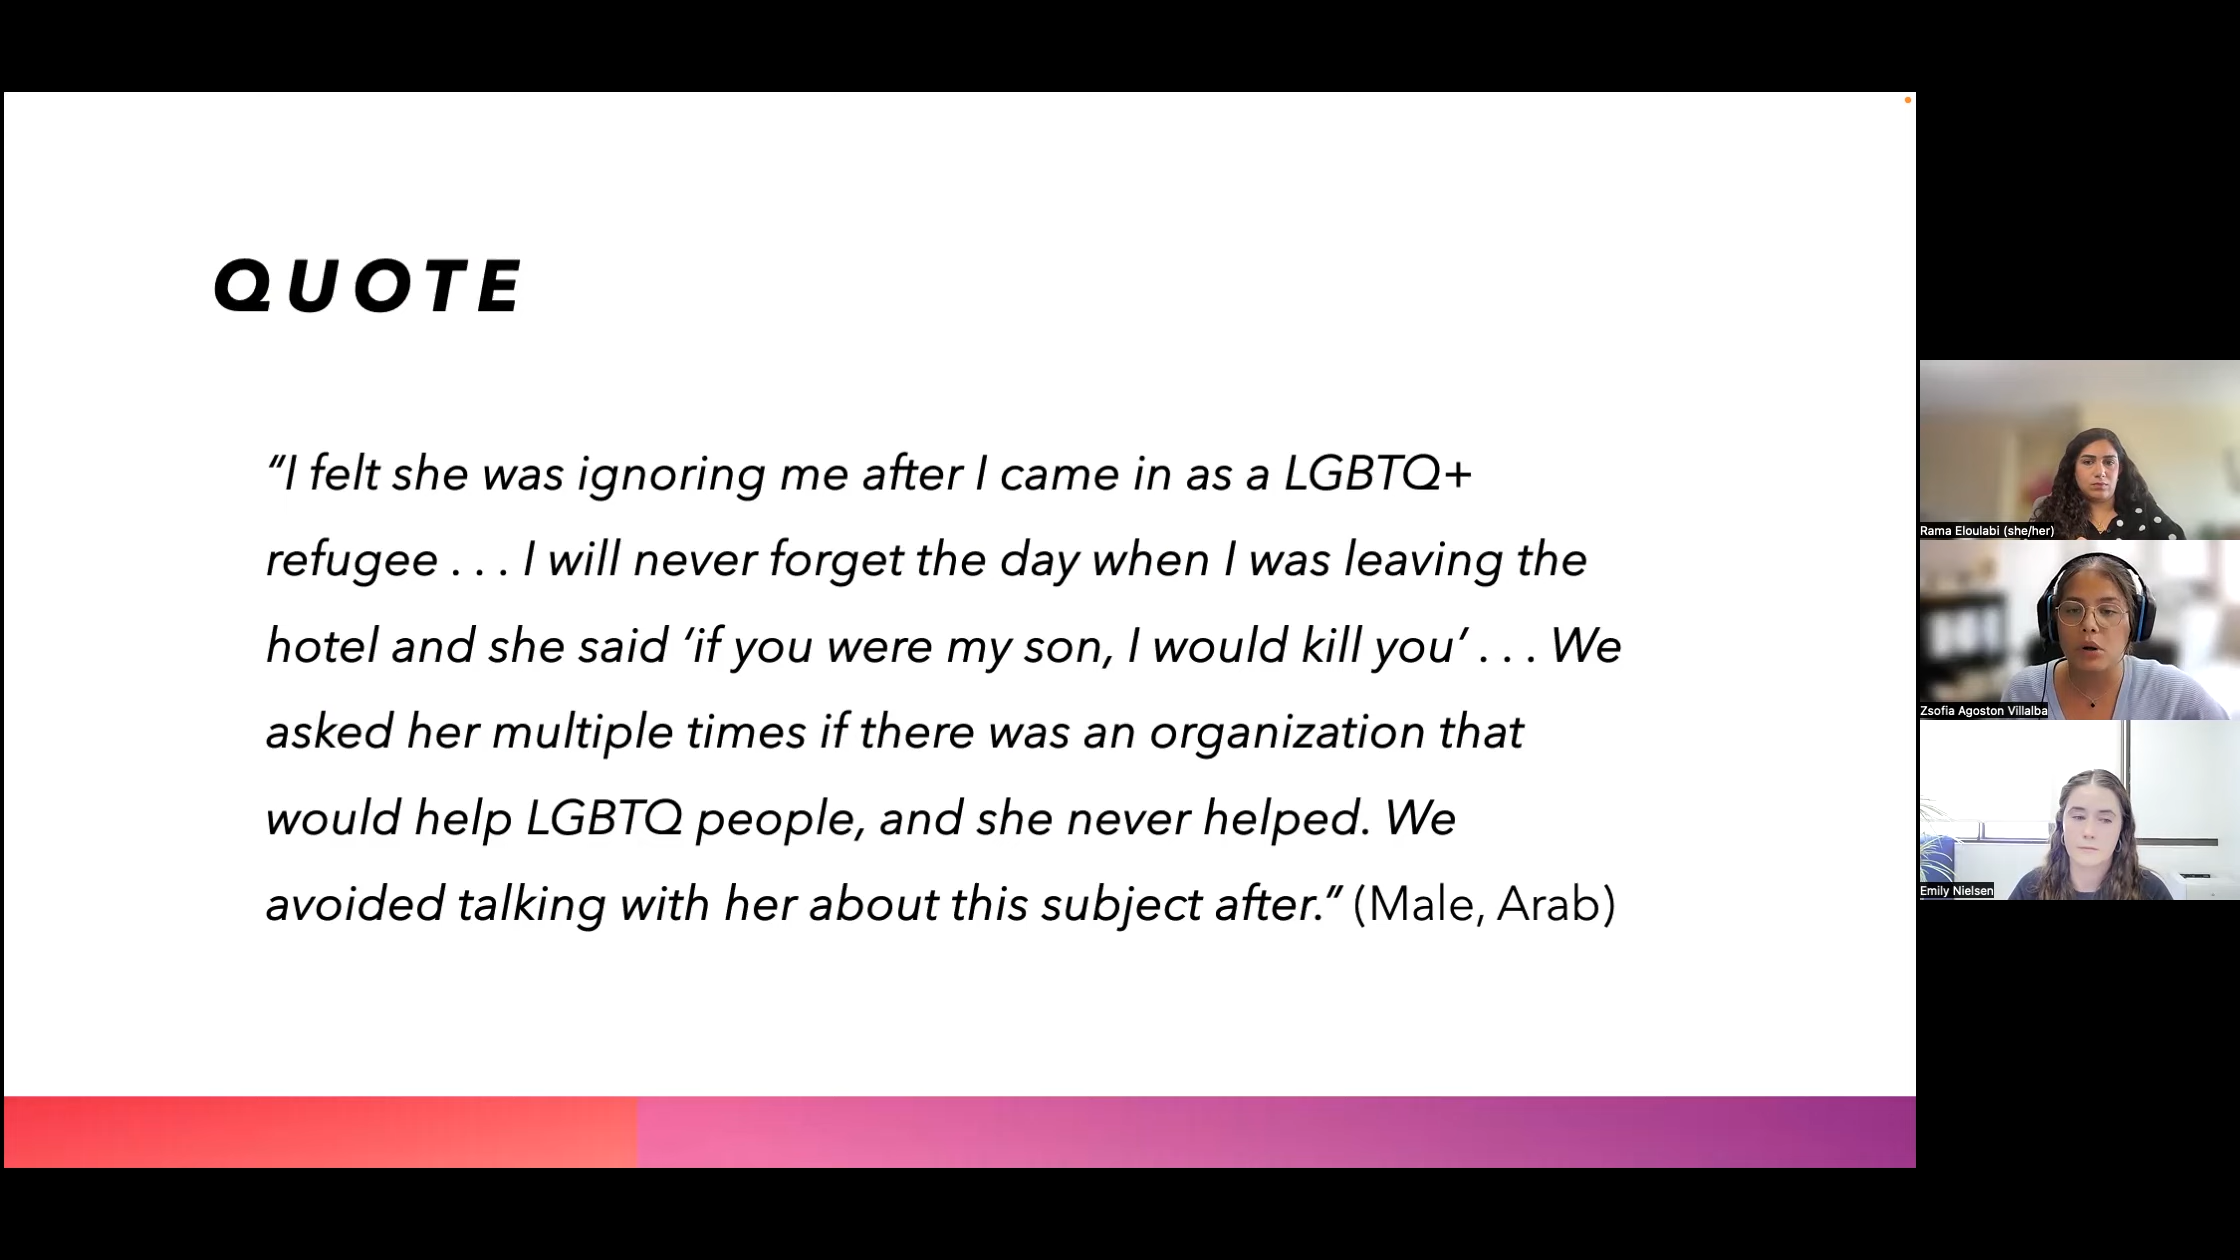 QUOTE
“I felt she was ignoring me after I came in as a LGBTQ+
refugee . . . I will never forget the day when I was leaving the
hotel and she said ‘if you were my son, I would kill you’ . . . We
asked her multiple times if there was an organization that
would help LGBTQ people, and she never helped. We
avoided talking with her about this subject after.” (Male, Arab)
Rama Eloulabi (she/her)
Zsofia Agoston Villalba
Emily Nielsen